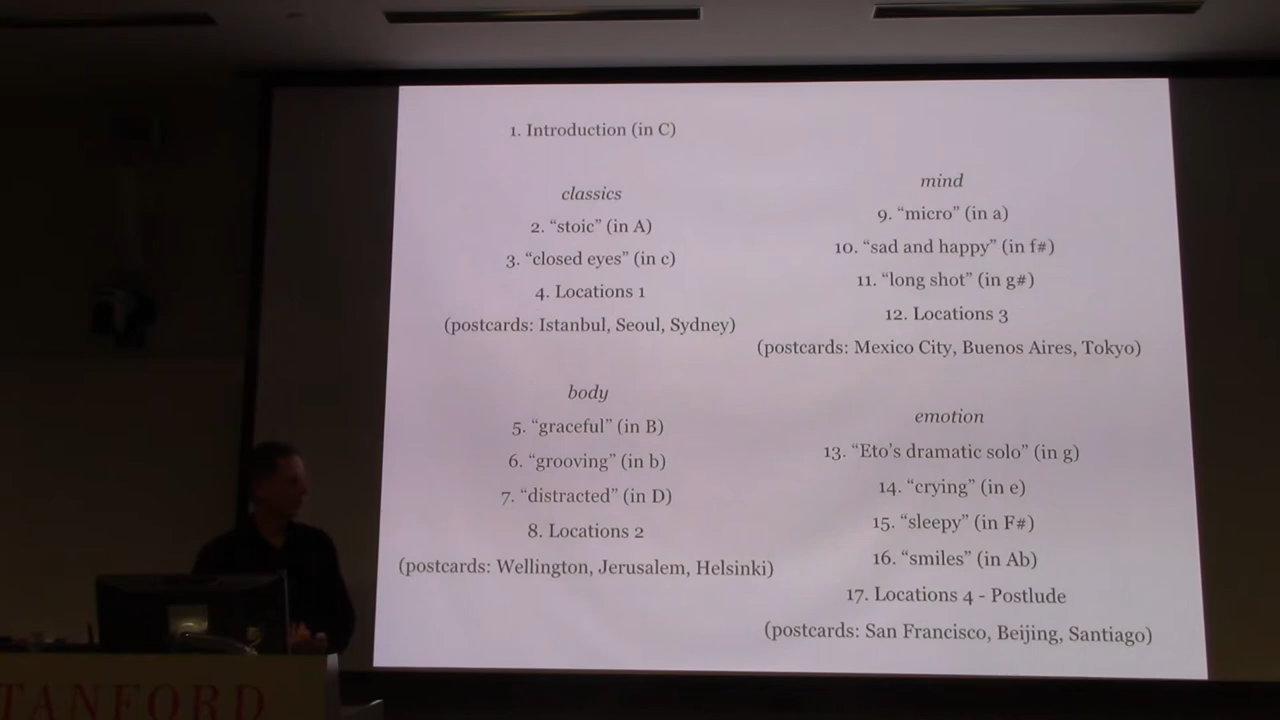 1. Introduction (in C)
classics
2. “stoic” (in A)
3. “closed eyes” (in c)
4. Locations 1
(postcards: Istanbul, Seoul, Sydney)
body
5. “graceful” (in B)
6. “grooving” (in b)
7. “distracted” (in D)
8. Locations 2
(postcards: Wellington, Jerusalem, Helsinki)
mind
9. “micro” (in a)
10. “sad and happy” (in f#)
11. “long shot” (in g#)
12. Locations 3
(postcards: Mexico City, Buenos Aires, Tokyo)
emotion
13. “Eto’s dramatic solo” (in g)
14. “crying” (in e)
15. “sleepy” (in F#)
16. “smiles” (in Ab)
17. Locations 4 - Postlude
(postcards: San Francisco, Beijing, Santiago)
TANFORD